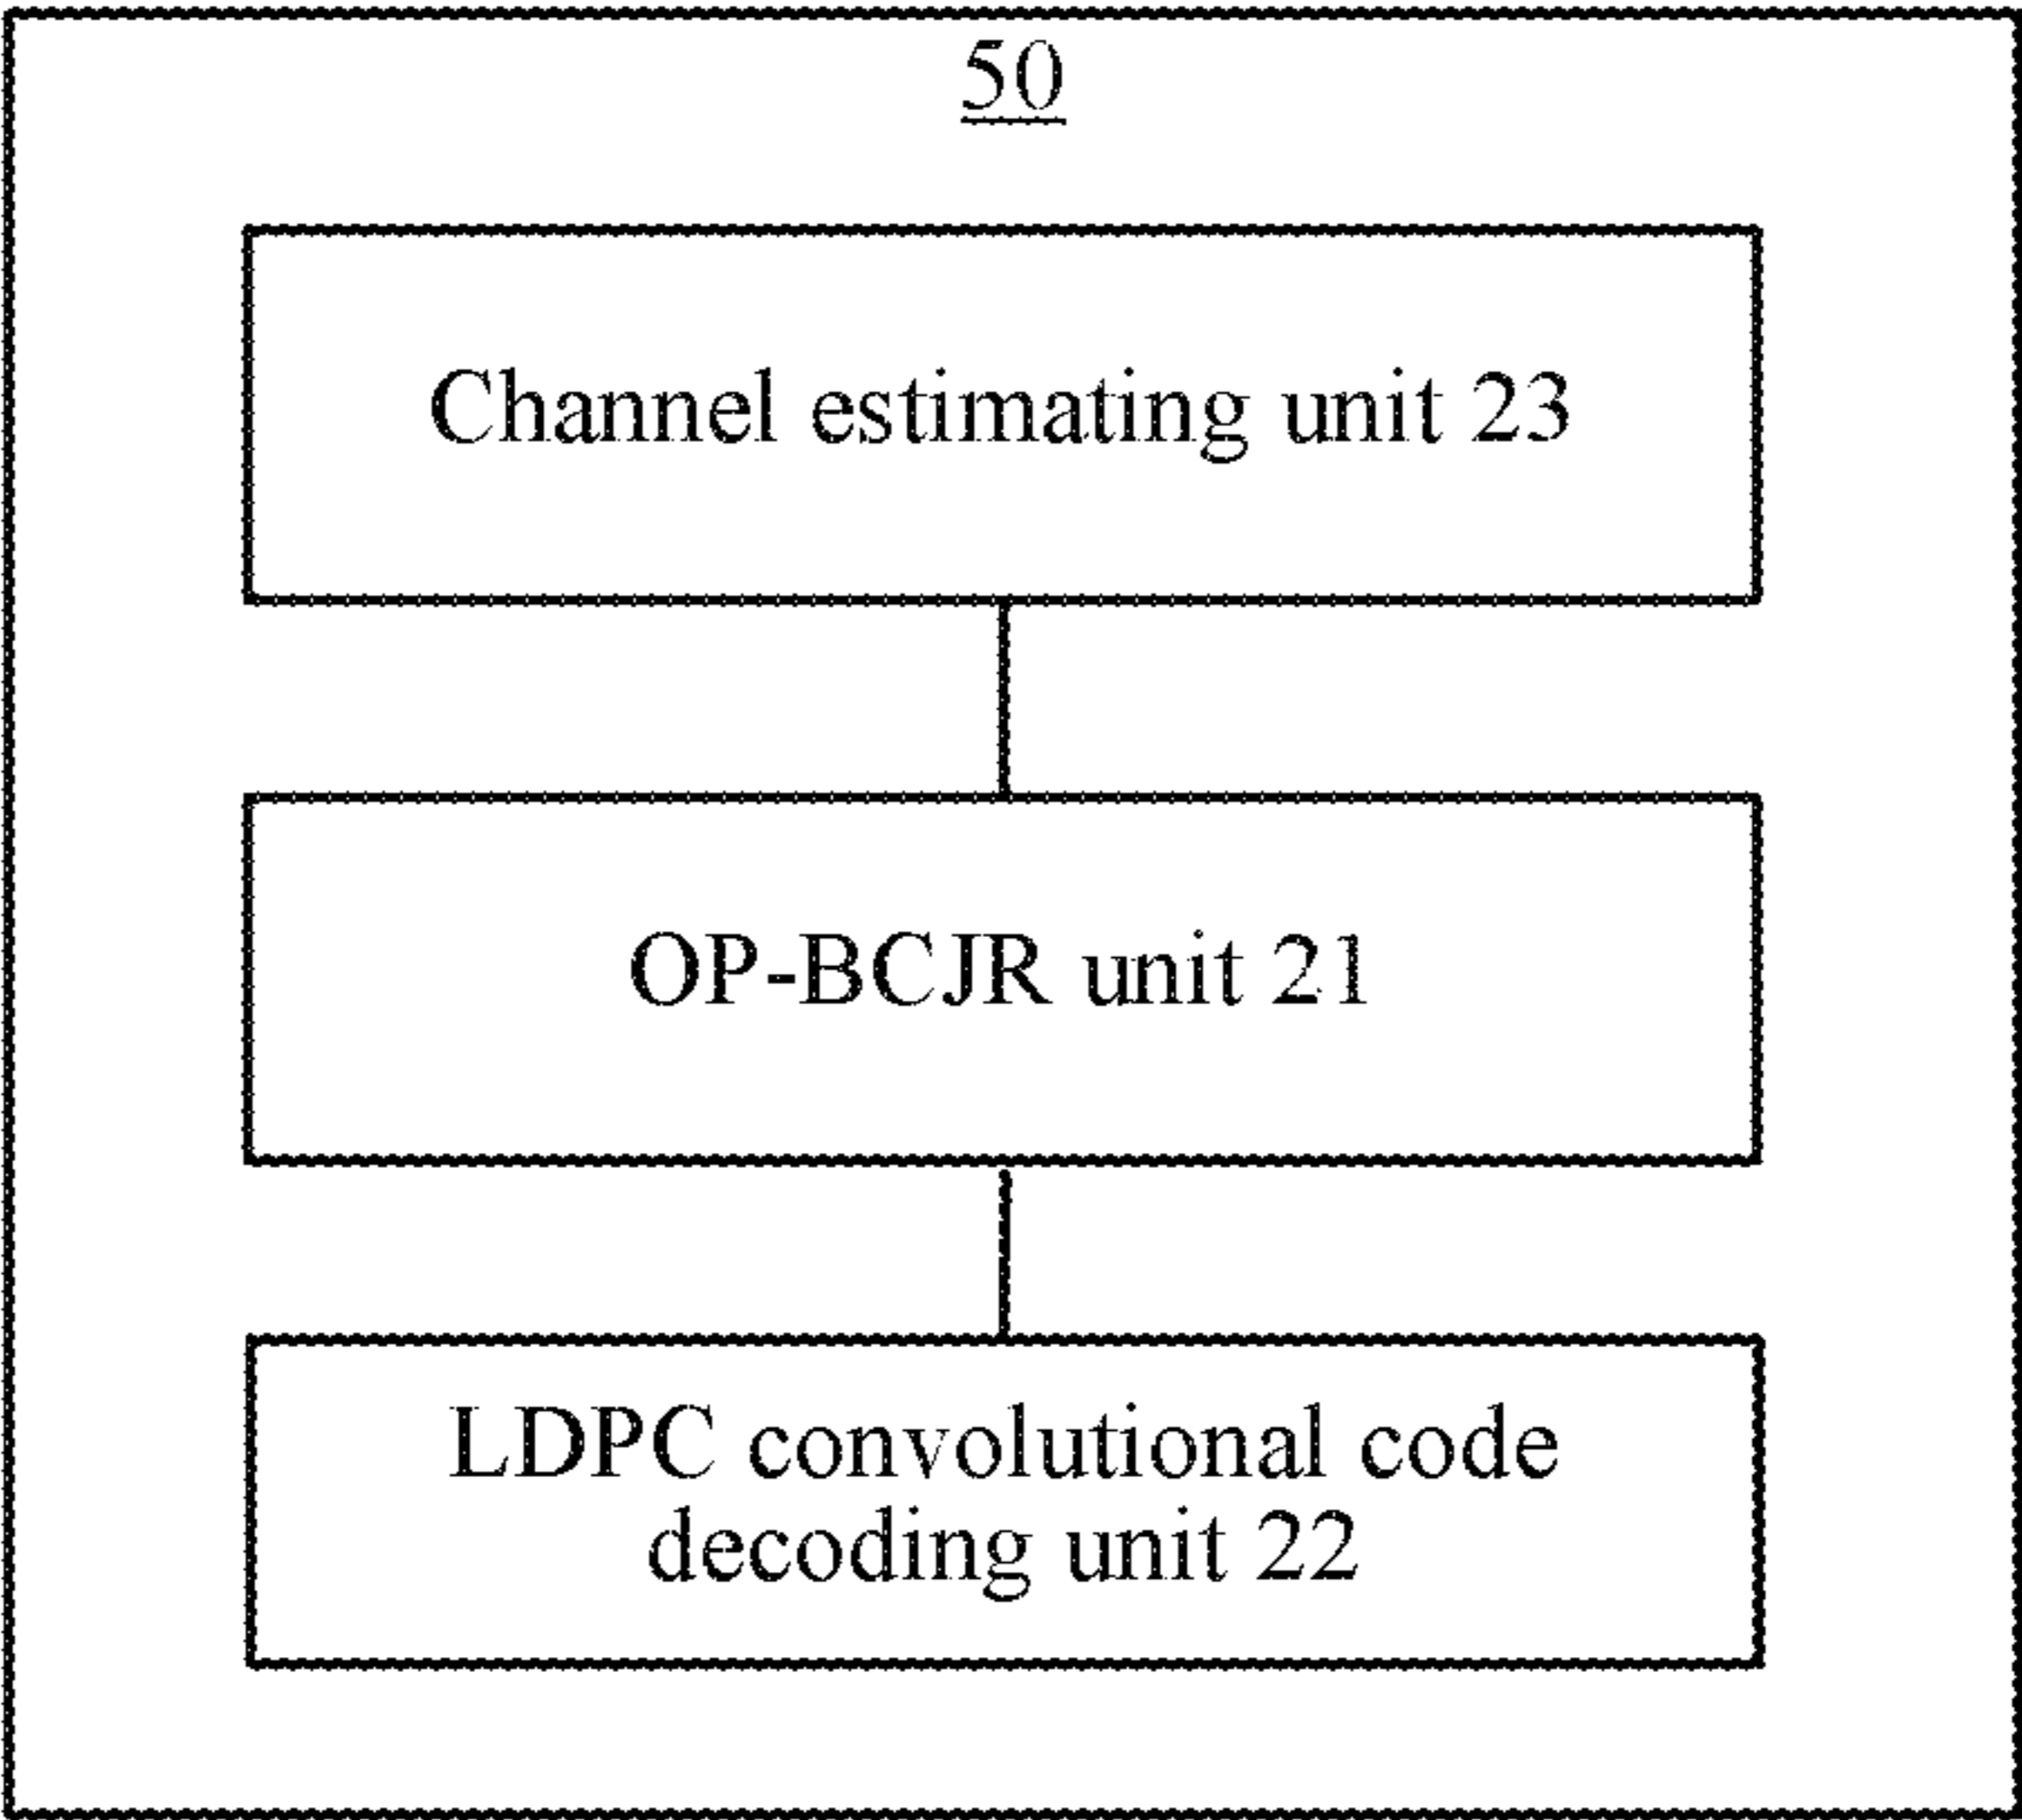 50
Channel estimating unit 23
OP-BCJR unit 21
LDPC convolutional code
decoding unit 22